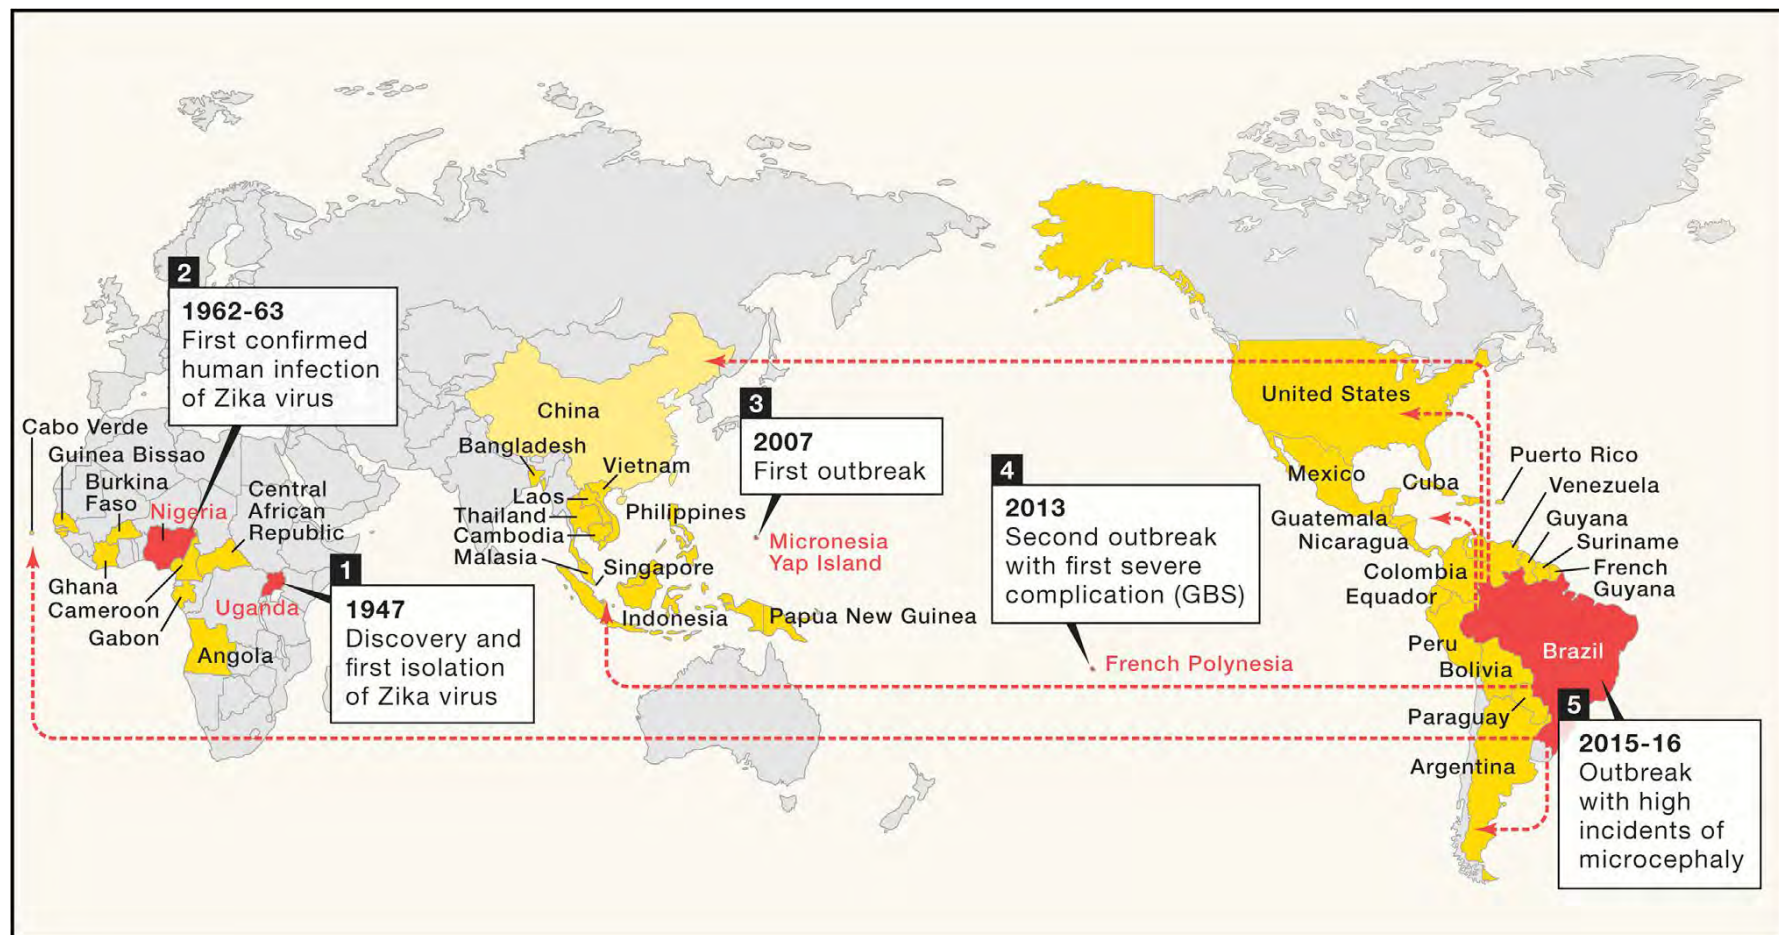 2
1962-63
First confirmed
human infection
of Zika virus
Cabo Verde
Guinea Bissao
Burkina
Faso
Nigeria
Central
African
Republic
Ghana
Cameroon
Gabon
Uganda
Angola
1
1947
Discovery and
first isolation
of Zika virus
China
Bangladesh
Vietnam
Laos
Thailand
Cambodia
Malasia
Philippines
Singapore
Indonesia
Papua New Guinea
3
2007
First outbreak
Micronesia
Yap Island
4
2013
Second outbreak
with first severe
complication (GBS)
French Polynesia
United States
Mexico
Cuba
Puerto Rico
Venezuela
Guatemala
Nicaragua
Guyana
Suriname
French
Guyana
Colombia
Equador
Peru
Brazil
Bolivia
Paraguay
Argentina
5
2015-16
Outbreak
with high
incidents of
microcephaly